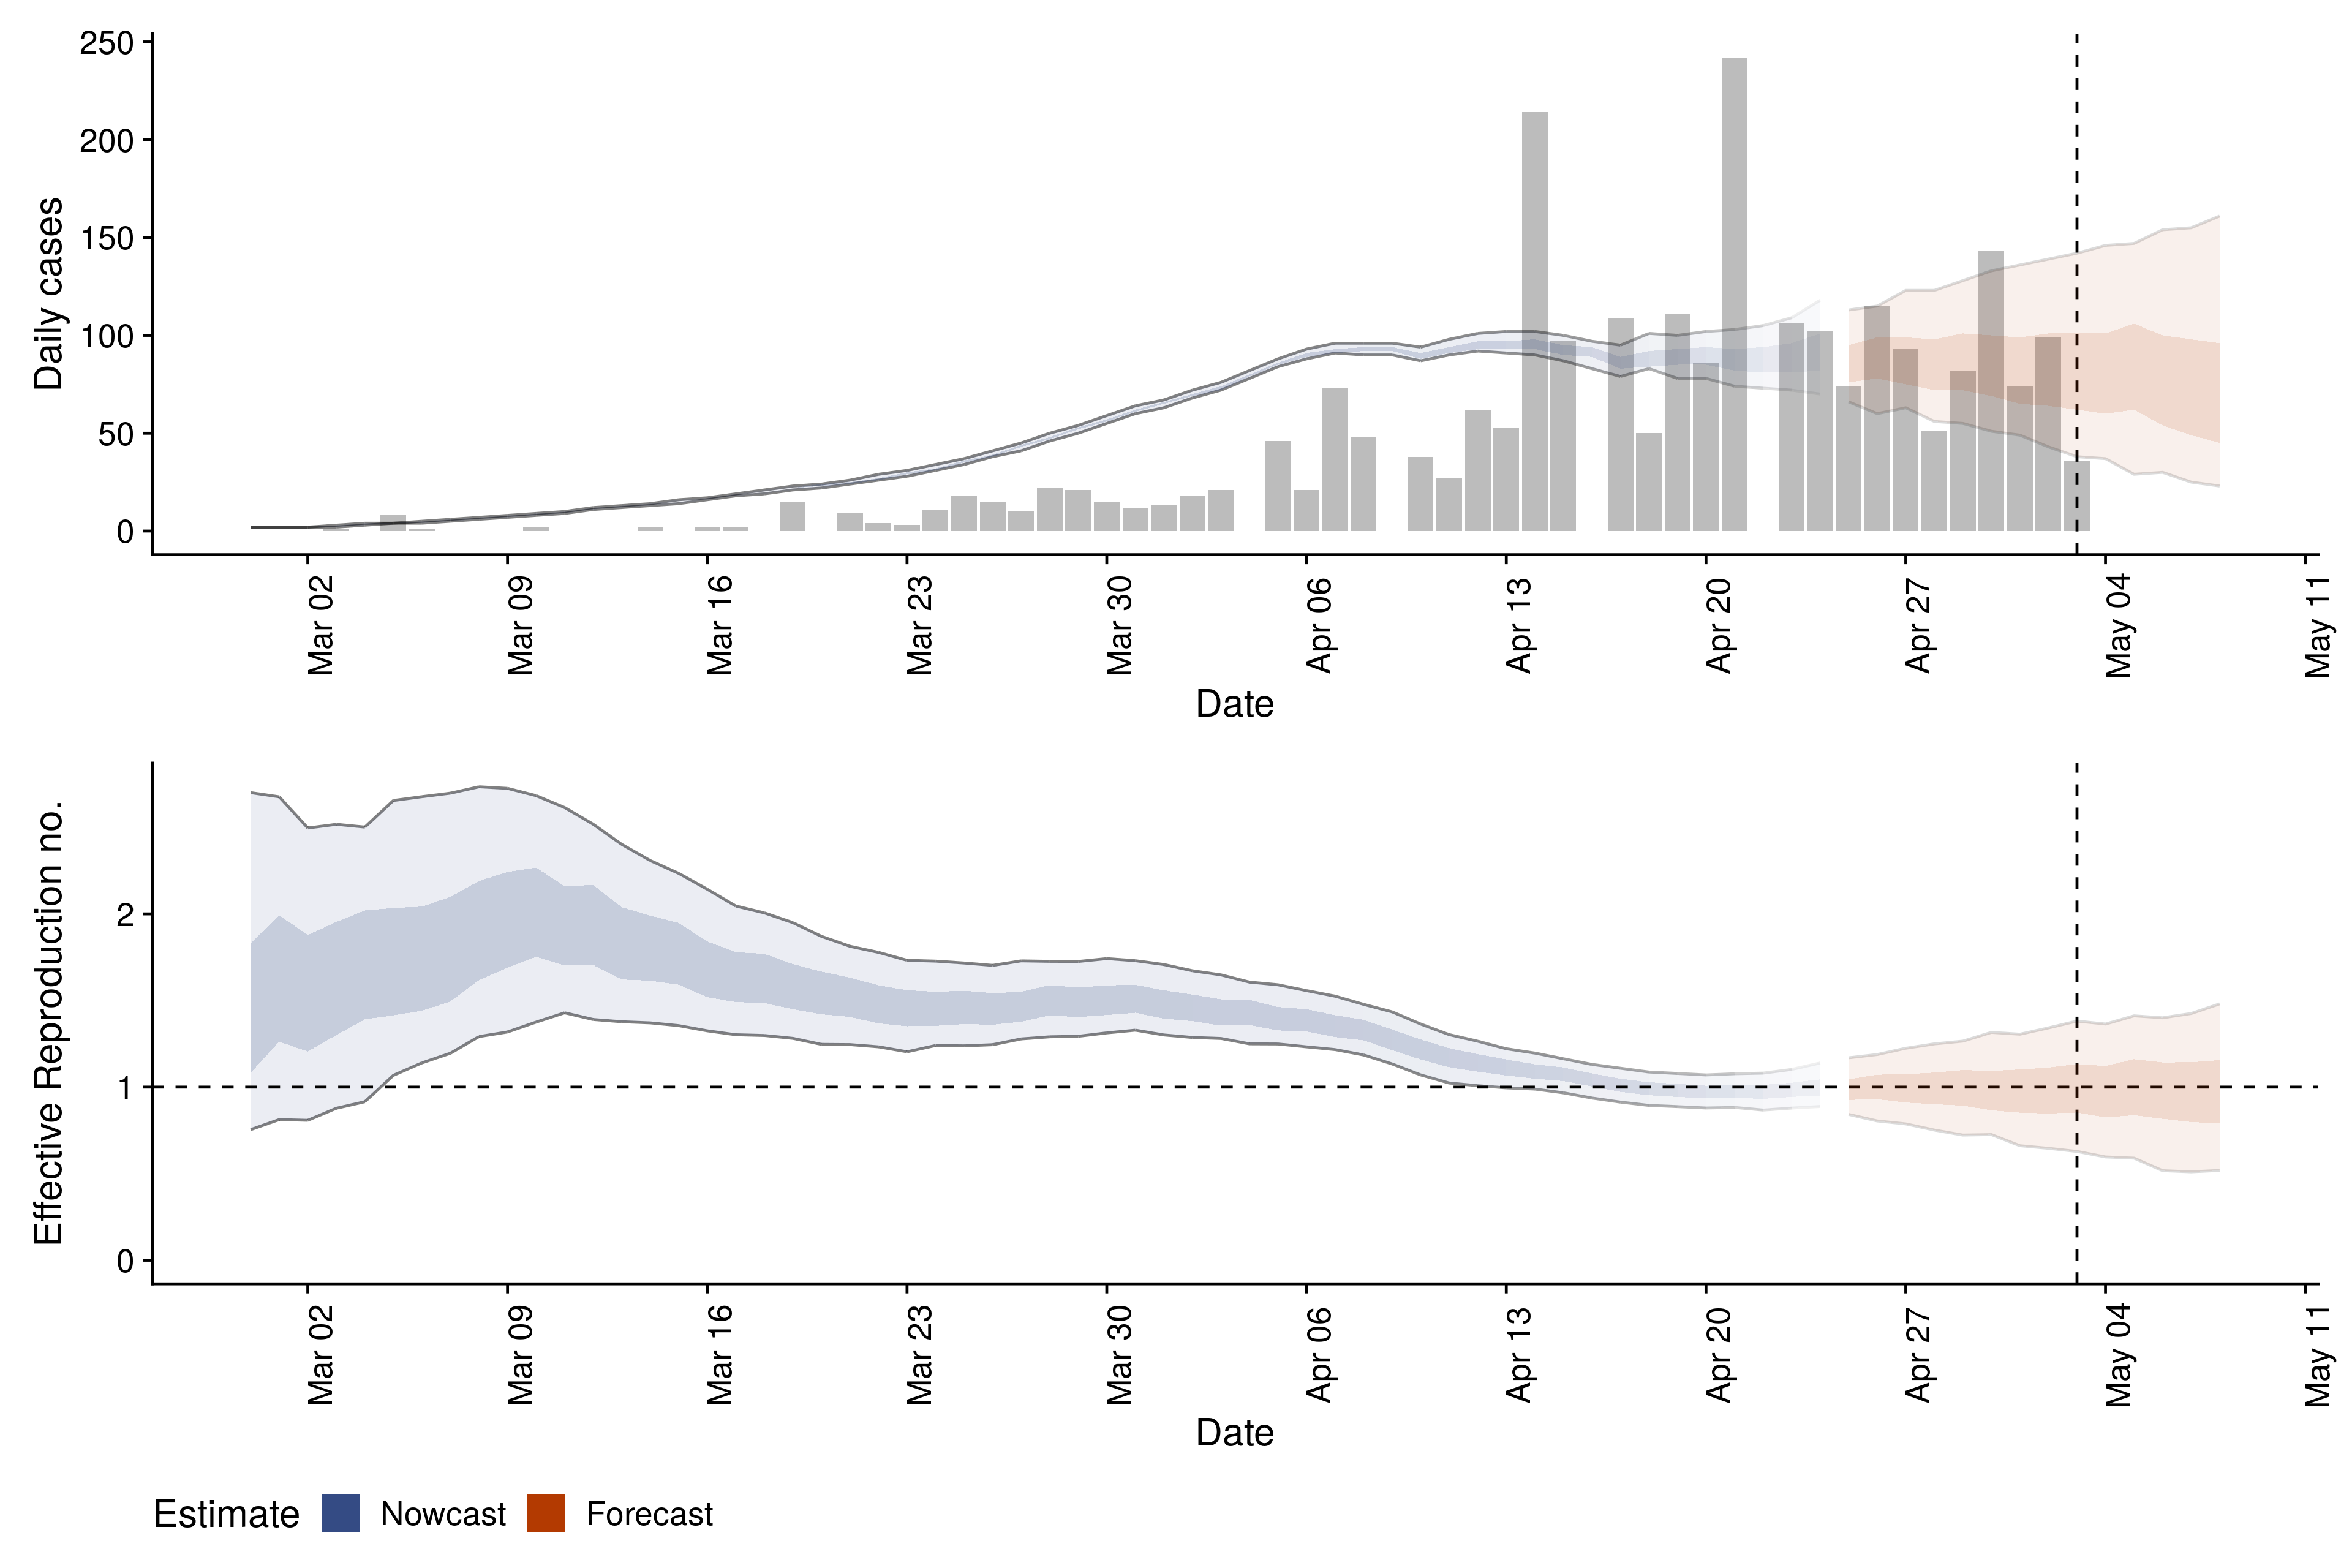 Daily cases
250
200
150
100
50
0
Mar 02
Mar 09
Mar 16
Mar 23
Mar 30
Apr 06
Apr 13
Apr 20
Apr 27
May 04
May 11
Date
Effective Reproduction no.
2
1
0
Mar 02
Mar 09
Mar 16
Mar 23
Mar 30
Apr 06
Apr 13
Apr 20
Apr 27
May 04
May 11
Date
Estimate Nowcast Forecast